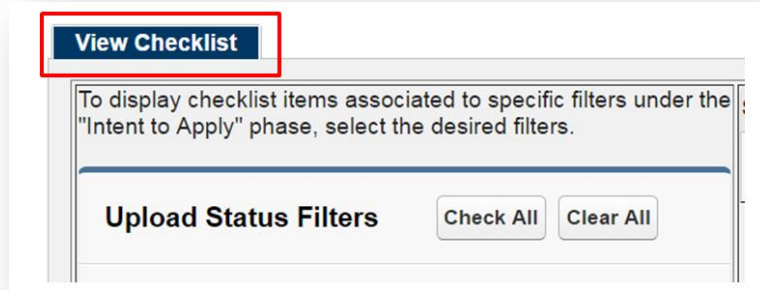 View Checklist
To display checklist items associated to specific filters under the
"Intent to Apply" phase, select the desired filters.
Upload Status Filters Check All Clear All